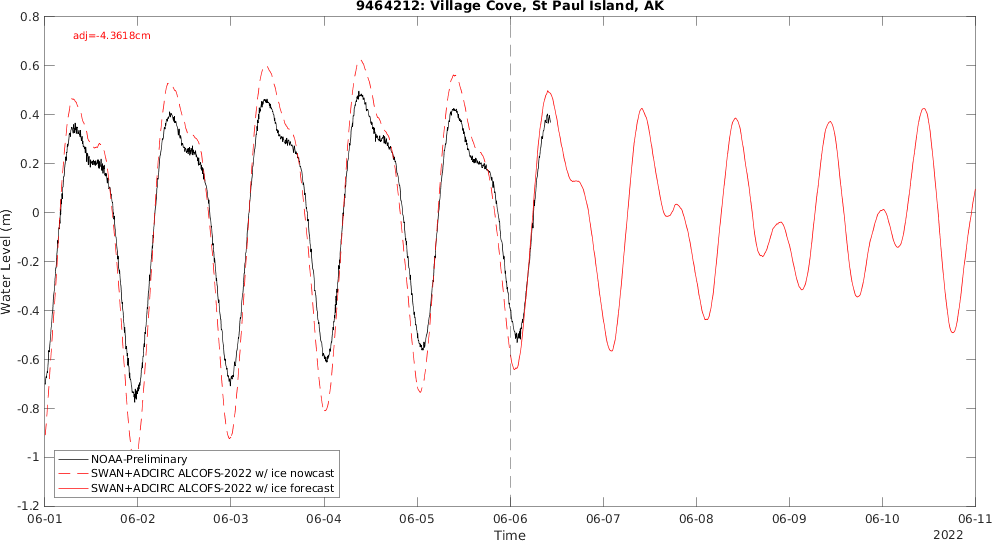 9464212: Village Cove, St Paul Island, AK
adj=-4.3618cm
0.8
0.6
0.4
0.2
0
-0.2
-0.4
-0.6
-0.8
-1
-1.2
Water Level (m)
NOAA-Preliminary
SWAN+ADCIRC ALCOFS-2022 w/ ice nowcast
SWAN+ADCIRC ALCOFS-2022 w/ ice forecast
06-01 06-02 06-03 06-04 06-05 06-06 06-07 06-08 06-09 06-10 06-11
Time
2022